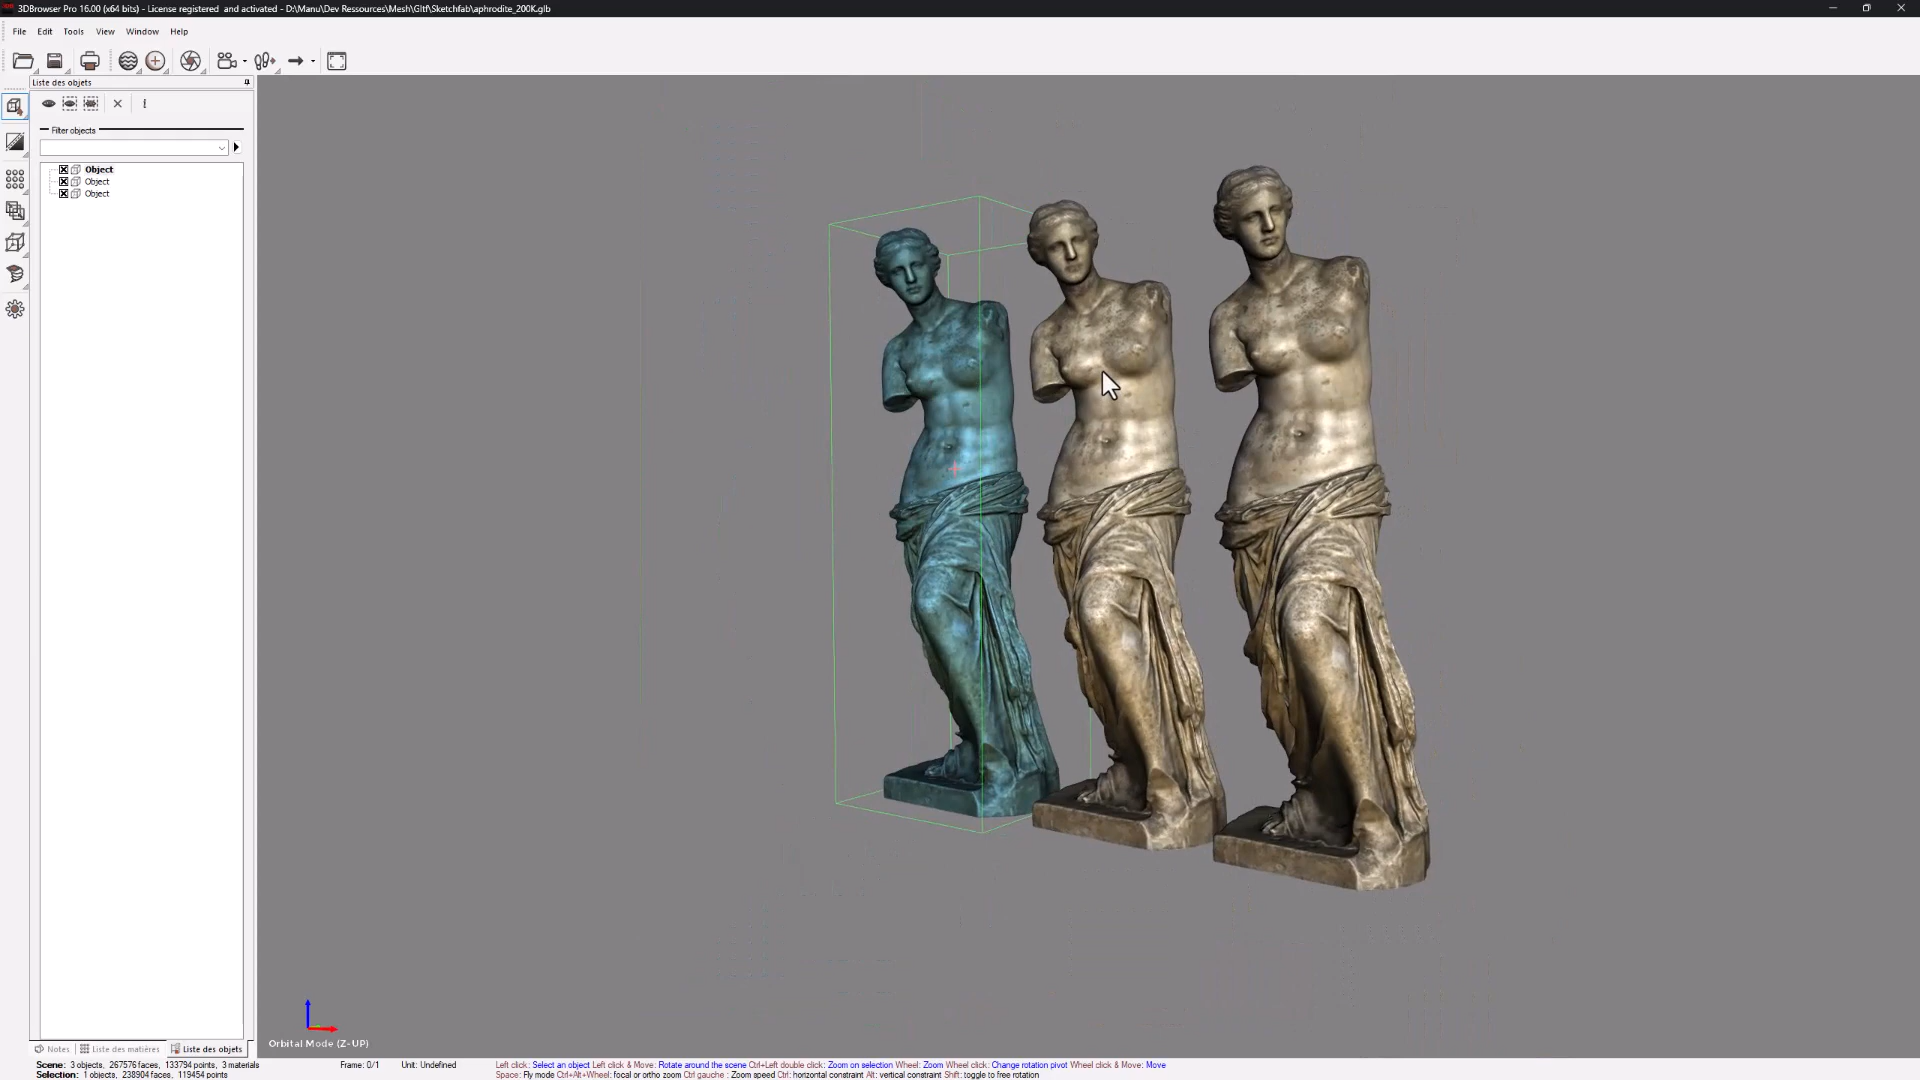 3DBrowser Pro 16.00 (x64 bits) - License registered  and activated - D:\Manu\Dev Ressources\Mesh\Gltf\Sketchfab\aphrodite_200K.glb
File Edit Tools View Window Help
Liste des objets
Filter objects
Object
Object
Object
Orbital Mode (Z-UP)
Notes Liste des matières Liste des objets
Scene: 3 objects, 267576 faces, 133794 points, 3 materials Frame: 0/1 Unit: Undefined Left click: Select an object Left click & Move: Rotate around the scene Ctrl+Left double click: Zoom on selection Wheel: Zoom Wheel click: Change rotation pivot Wheel click & Move: Move
Selection: 1 objects, 238904 faces, 119454 points Space: Fly mode Ctrl+Alt+Wheel: focal or ortho zoom Ctrl gauche : Zoom speed Ctrl: horizontal constraint Alt: vertical constraint Shift: toggle to free rotation